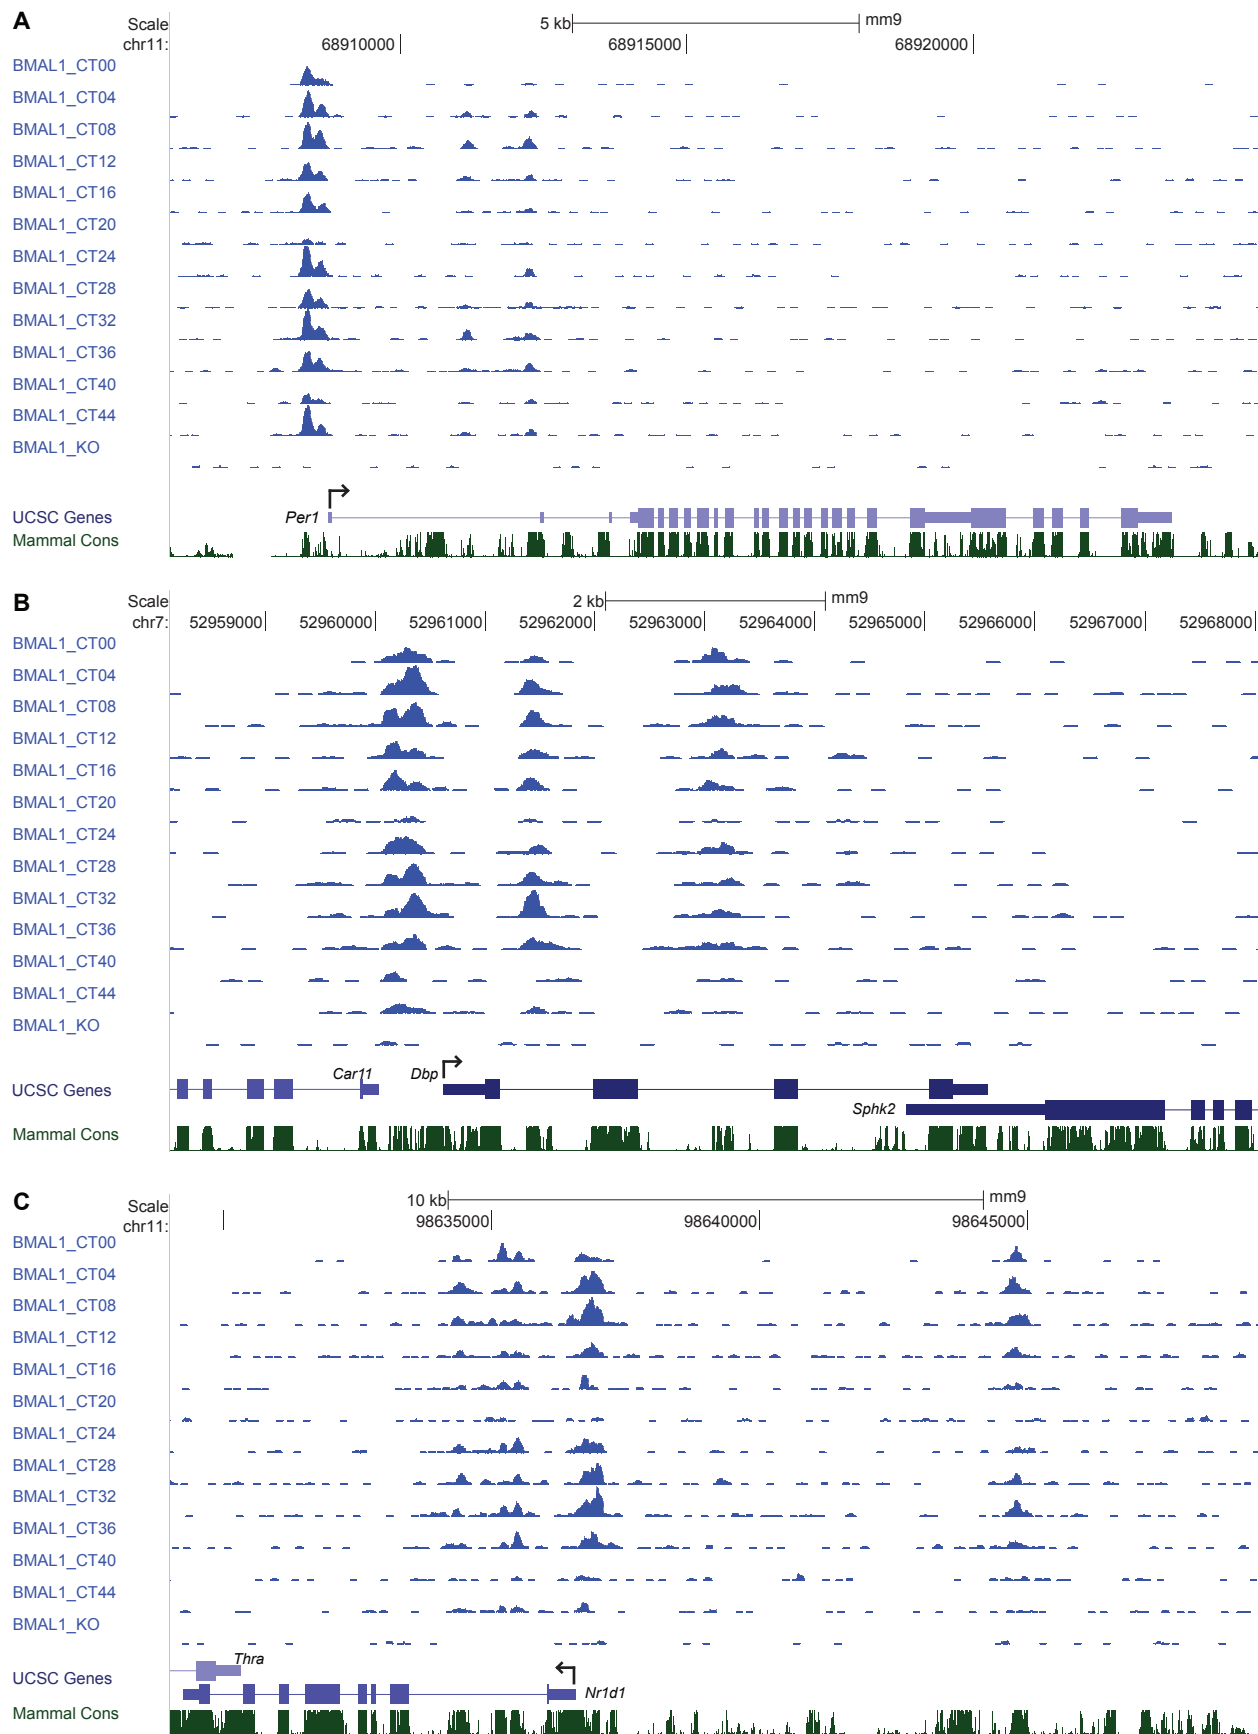 A
Scale 5 kb mm9
chr11: 68910000 68915000 68920000
BMAL1_CT00
BMAL1_CT04
BMAL1_CT08
BMAL1_CT12
BMAL1_CT16
BMAL1_CT20
BMAL1_CT24
BMAL1_CT28
BMAL1_CT32
BMAL1_CT36
BMAL1_CT40
BMAL1_CT44
BMAL1_KO
UCSC Genes Per1
Mammal Cons
B
Scale 2 kb mm9
chr7: 52959000 52960000 52961000 52962000 52963000 52964000 52965000 52966000 52967000 52968000
BMAL1_CT00
BMAL1_CT04
BMAL1_CT08
BMAL1_CT12
BMAL1_CT16
BMAL1_CT20
BMAL1_CT24
BMAL1_CT28
BMAL1_CT32
BMAL1_CT36
BMAL1_CT40
BMAL1_CT44
BMAL1_KO
Car11 Dbp
UCSC Genes
Sphk2
Mammal Cons
C
Scale 10 kb mm9
chr11: 98635000 98640000 98645000
BMAL1_CT00
BMAL1_CT04
BMAL1_CT08
BMAL1_CT12
BMAL1_CT16
BMAL1_CT20
BMAL1_CT24
BMAL1_CT28
BMAL1_CT32
BMAL1_CT36
BMAL1_CT40
BMAL1_CT44
BMAL1_KO
Thra
UCSC Genes
Nr1d1
Mammal Cons